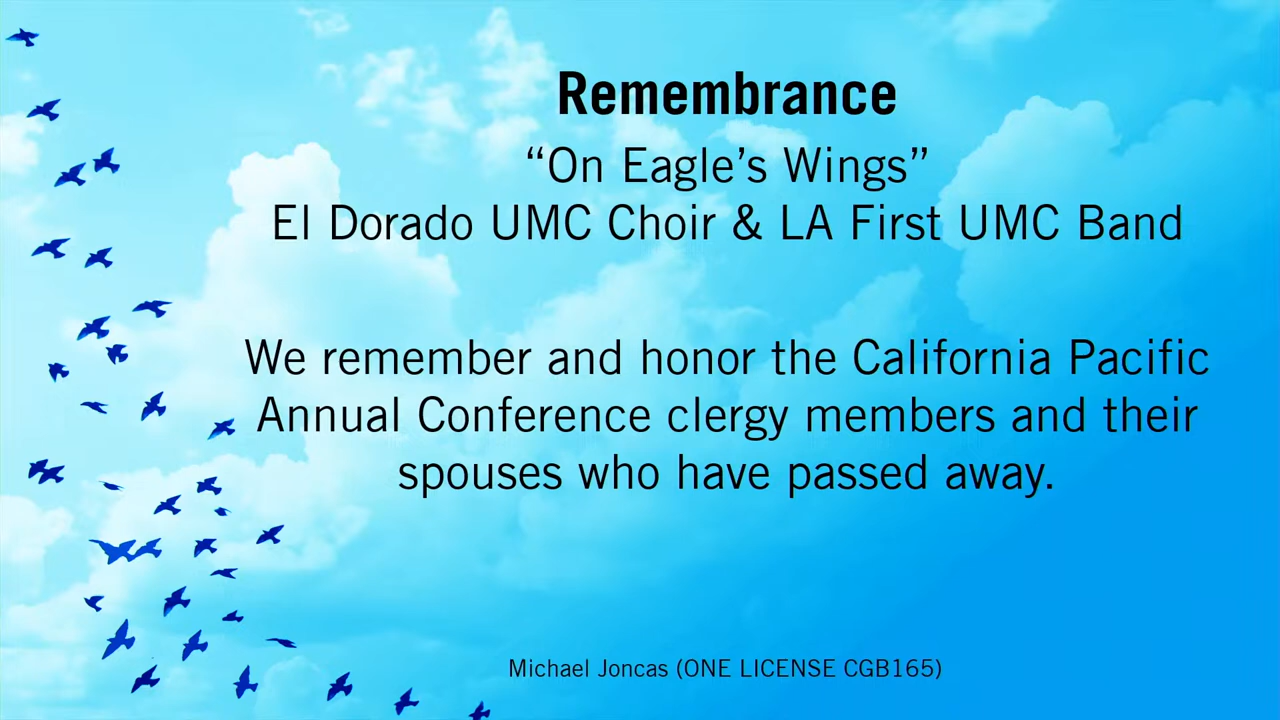 Remembrance
“On Eagle’s Wings”
El Dorado UMC Choir & LA First UMC Band
We remember and honor the California Pacific
Annual Conference clergy members and their
spouses who have passed away.
Michael Joncas (ONE LICENSE CGB165)